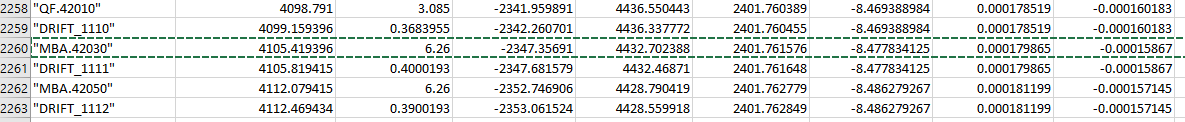 2258 "QF.42010" 4098.791 3.085 -2341.959891 4436.550443 2401.760389 -8.469388984 0.000178519 -0.000160183
2259 "DRIFT_1110" 4099.159396 0.3683955 -2342.260701 4436.337772 2401.760455 -8.469388984 0.000178519 -0.000160183
2260 "MBA.42030" 4105.419396 6.26 -2347.35691 4432.702388 2401.761576 -8.477834125 0.000179865 -0.00015867
2261 "DRIFT_1111" 4105.819415 0.4000193 -2347.681579 4432.46871 2401.761648 -8.477834125 0.000179865 -0.00015867
2262 "MBA.42050" 4112.079415 6.26 -2352.746906 4428.790419 2401.762779 -8.486279267 0.000181199 -0.000157145
2263 "DRIFT_1112" 4112.469434 0.3900193 -2353.061524 4428.559918 2401.762849 -8.486279267 0.000181199 -0.000157145